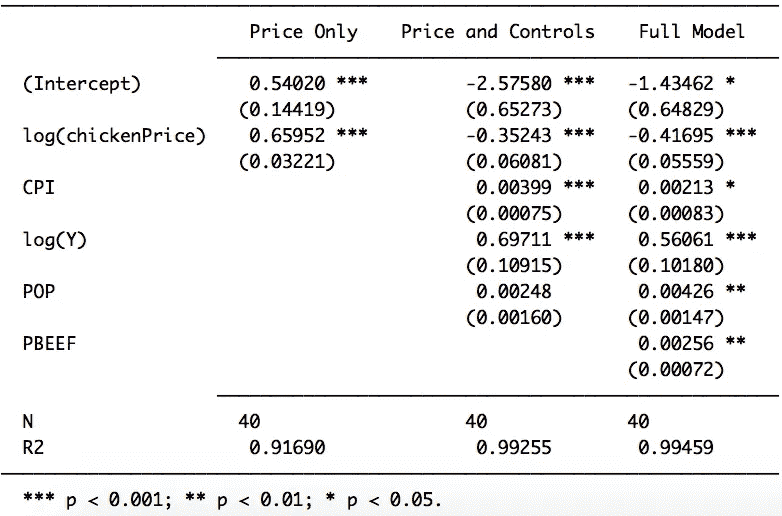 Price Only Price and Controls Full Model
(Intercept) 0.54020 *** -2.57580 *** -1.43462 *
(0.14419) (0.65273) (0.64829)
log(chickenPrice) 0.65952 *** -0.35243 *** -0.41695 ***
(0.03221) (0.06081) (0.05559)
CPI 0.00399 *** 0.00213 *
(0.00075) (0.00083)
log(Y) 0.69711 *** 0.56061 ***
(0.10915) (0.10180)
POP 0.00248 0.00426 **
(0.00160) (0.00147)
PBEEF 0.00256 **
(0.00072)
N 40 40 40
R2 0.91690 0.99255 0.99459
*** p < 0.001; ** p < 0.01; * p < 0.05.